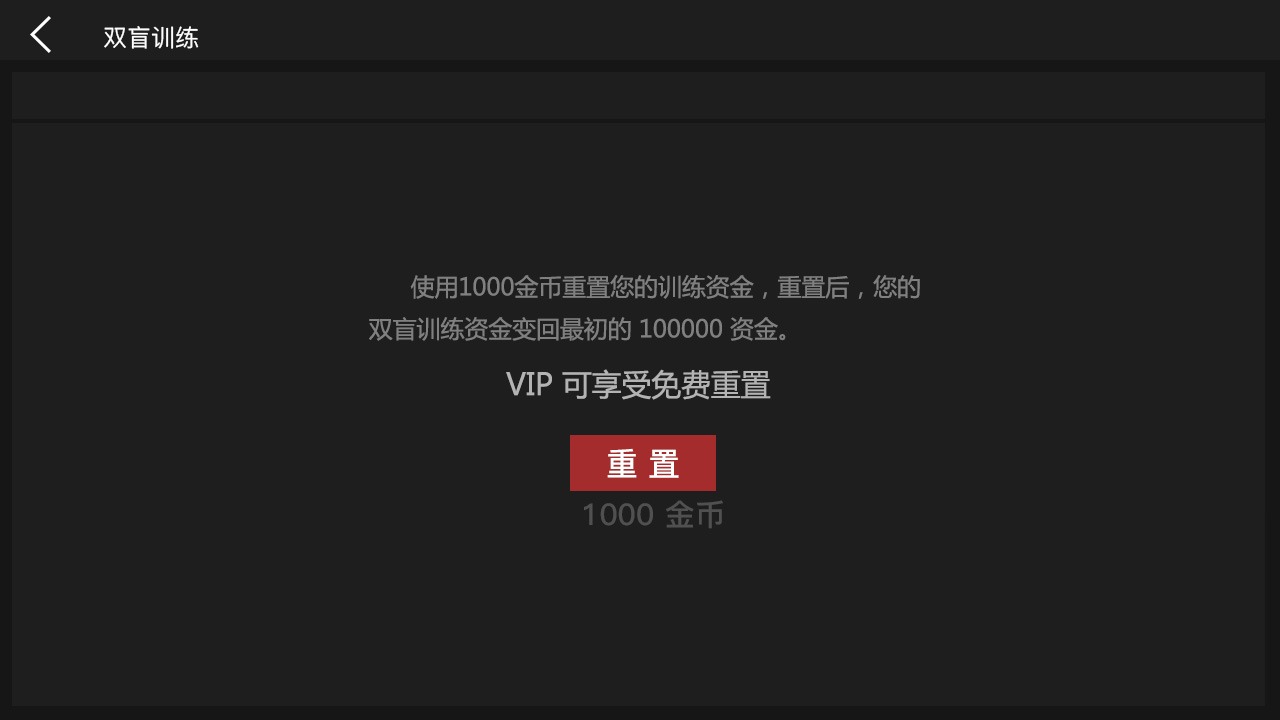 双盲训练
使用1000金币重置您的训练资金，重置后，您的
双盲训练资金变回最初的 100000 资金。
VIP 可享受免费重置
重 置
1000 金币